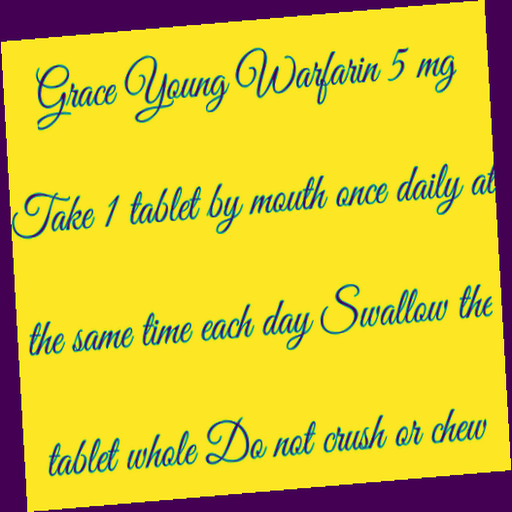 Grace Young Warfarin 5 mg
Take 1 tablet by mouth once daily at
the same time each day Swallow the
tablet whole Do not crush or chew